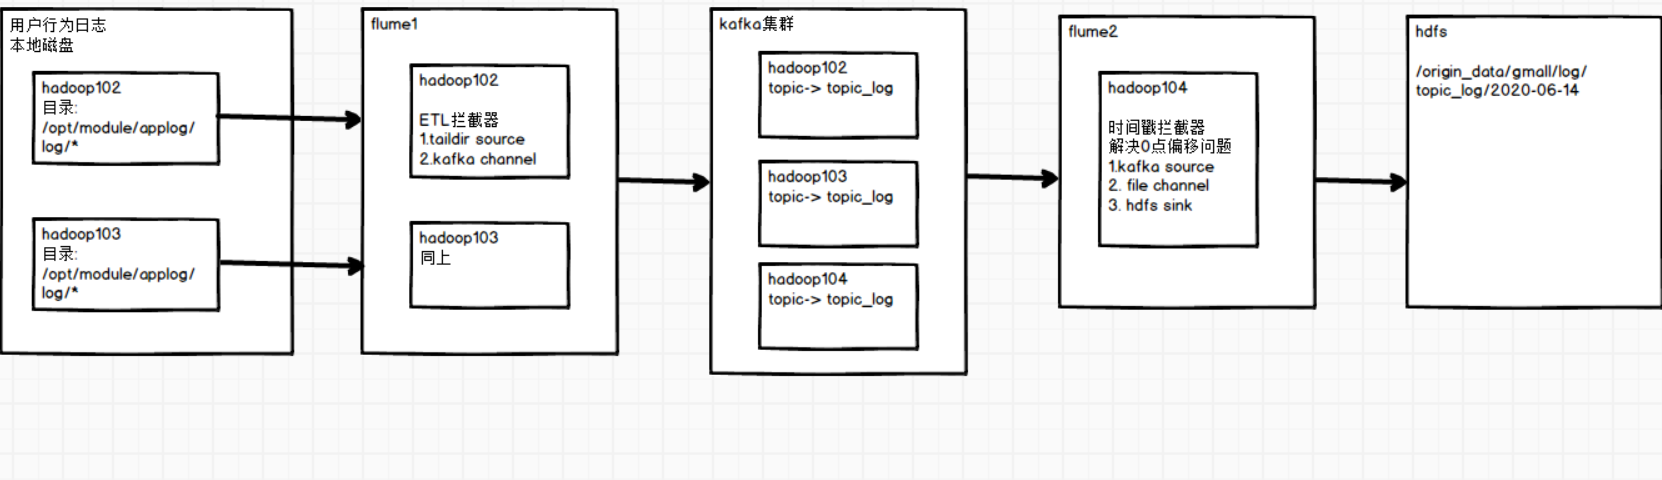 用户行为日志
本地磁盘
hadoop102
目录:
/opt/module/applog/
log/*
hadoop103
目录:
/opt/module/applog/
log/*
flume1
hadoop102
ETL拦截器
1.taildir source
2.kafka channel
hadoop103
同上
kafka集群
hadoop102
topic-> topic_log
hadoop103
topic-> topic_log
hadoop104
topic-> topic_log
flume2
hadoop104
时间戳拦截器
解决0点偏移问题
1.kafka source
2. file channel
3. hdfs sink
hdfs
/origin_data/gmall/log/
topic_log/2020-06-14